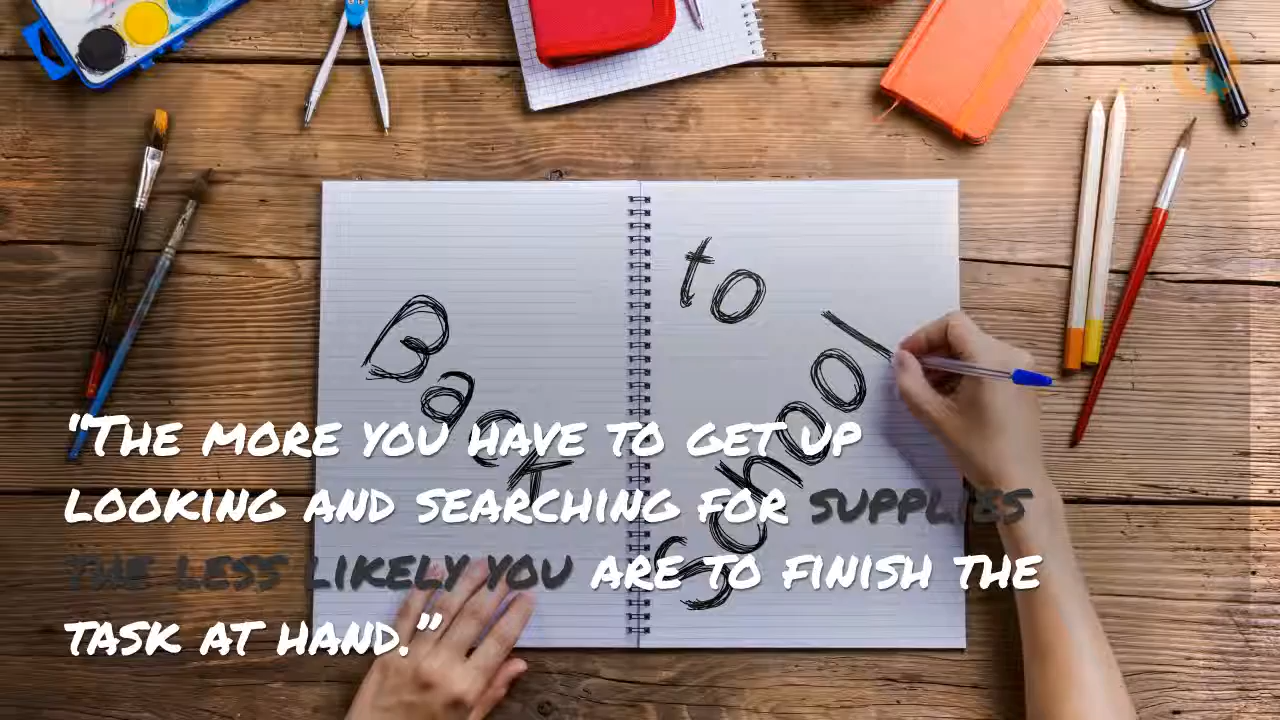 Back to School
“The more you have to get up
looking and searching for supplies
the less likely you are to finish the
task at hand.”